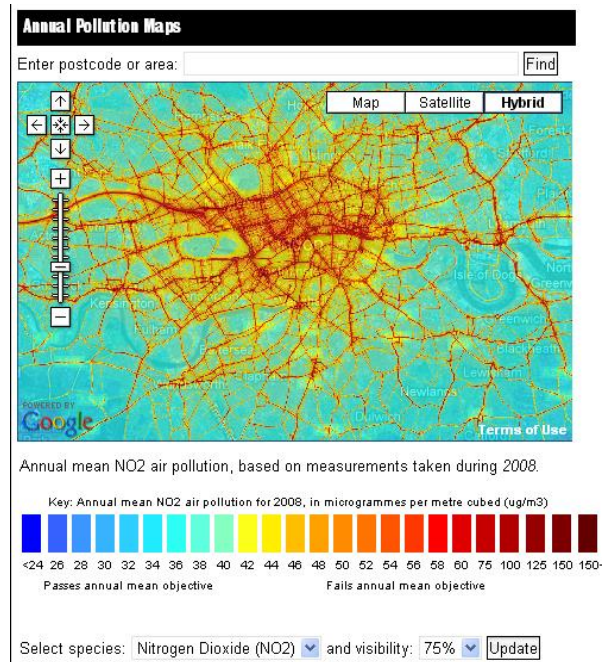 Annual Pollution Maps
Enter postcode or area: Find
Map Satellite Hybrid
Isle of Dogs
Kensington
Fulham
Greenwich
Blackheath
Lewisham
Dulwich
POWERED BY
Google
Terms of Use
Annual mean NO2 air pollution, based on measurements taken during 2008.
Key: Annual mean NO2 air pollution for 2008, in microgrammes per metre cubed (ug/m3)
<24 26 28 30 32 34 36 38 40 42 44 46 48 50 52 54 56 58 60 75 100 125 150 150+
Passes annual mean objective Fails annual mean objective
Select species: Nitrogen Dioxide (NO2) and visibility: 75% Update